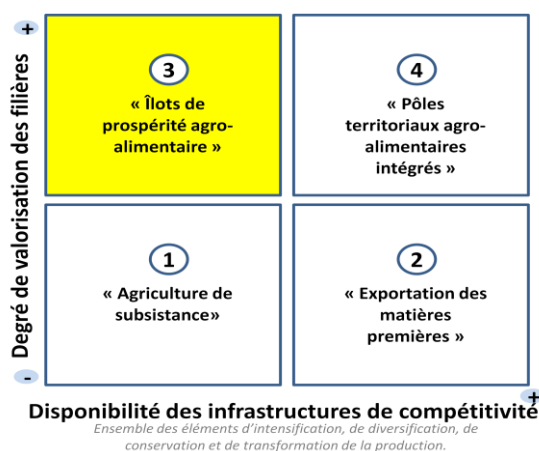 +
Degré de valorisation des filières
-
3
« Îlots de
prospérité agro-
alimentaire »
4
« Pôles
territoriaux agro-
alimentaires
intégrés »
1
« Agriculture de
subsistance»
2
« Exportation des
matières
premières »
+
Disponibilité des infrastructures de compétitivité
Ensemble des éléments d'intensification, de diversification, de
conservation et de transformation de la production.